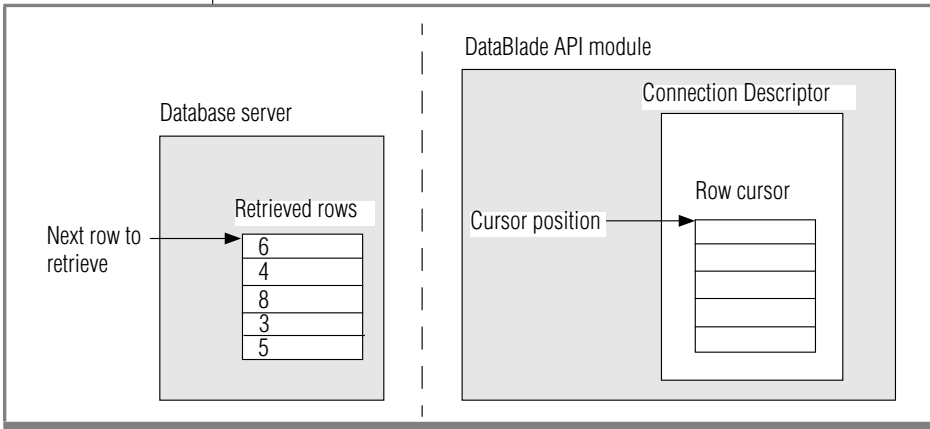 DataBlade API module
Connection Descriptor
Database server
Row cursor
Retrieved rows
Cursor position
Next row to
retrieve
6
4
8
3
5